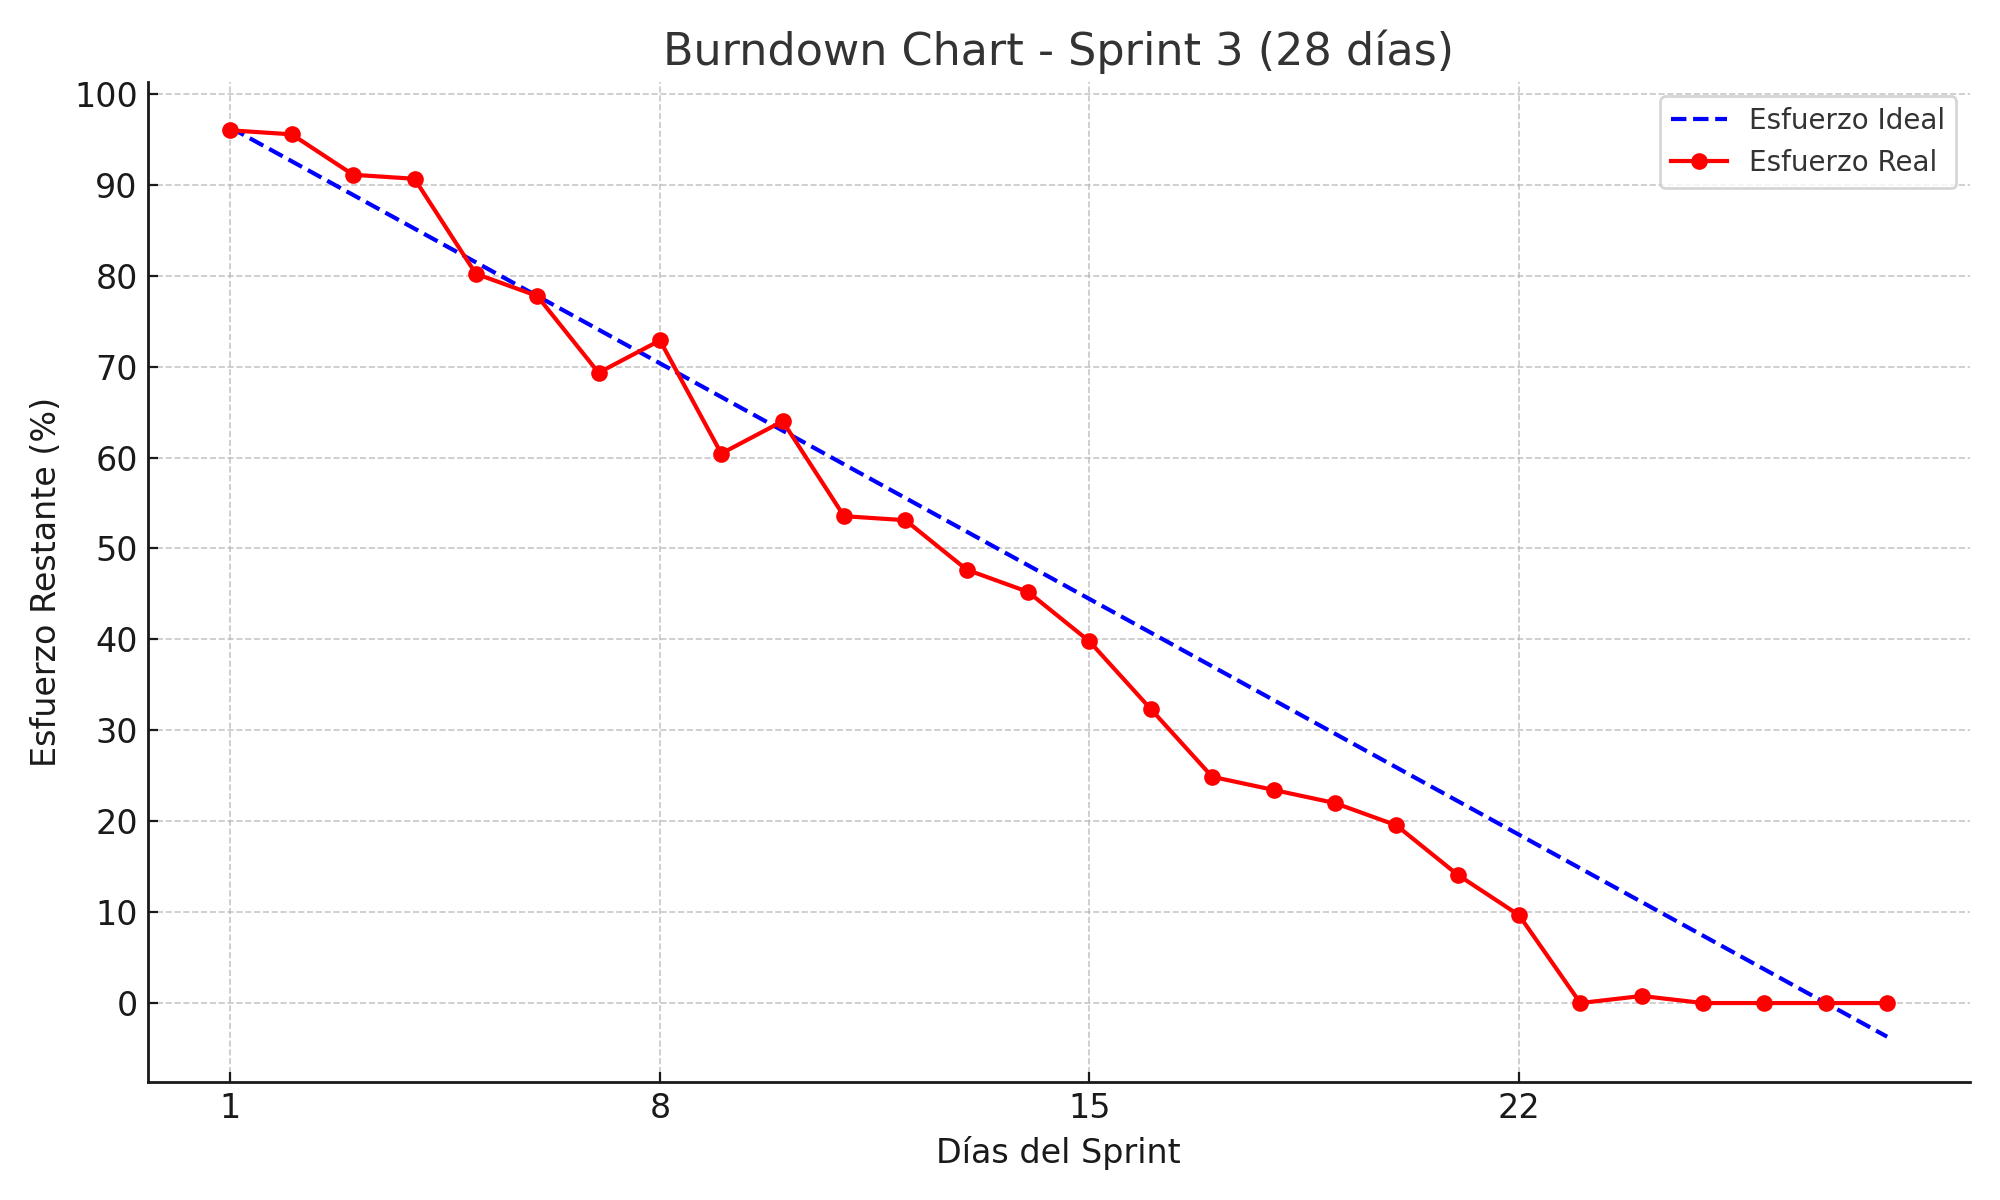 Burndown Chart - Sprint 3 (28 días)
Esfuerzo Ideal
Esfuerzo Real
Esfuerzo Restante (%)
100
90
80
70
60
50
40
30
20
10
0
1 8 15 22
Días del Sprint